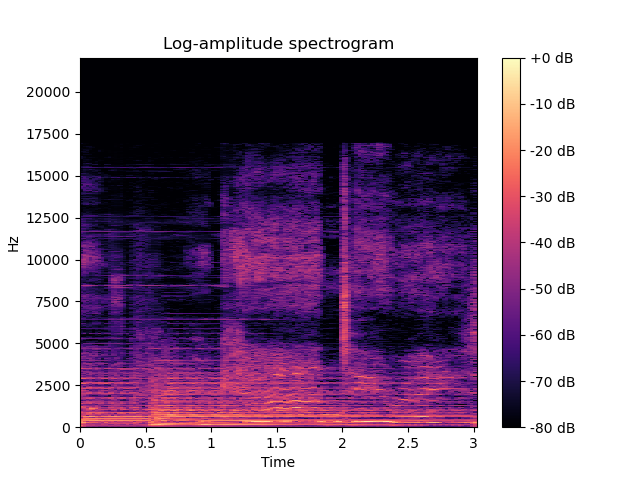 Log-amplitude spectrogram
+0 dB
20000
-10 dB
17500
-20 dB
15000
-30 dB
12500
Hz
10000
-40 dB
-50 dB
7500
-60 dB
5000
2500
-70 dB
0
-80 dB
0 0.5 1 1.5 2 2.5 3
Time